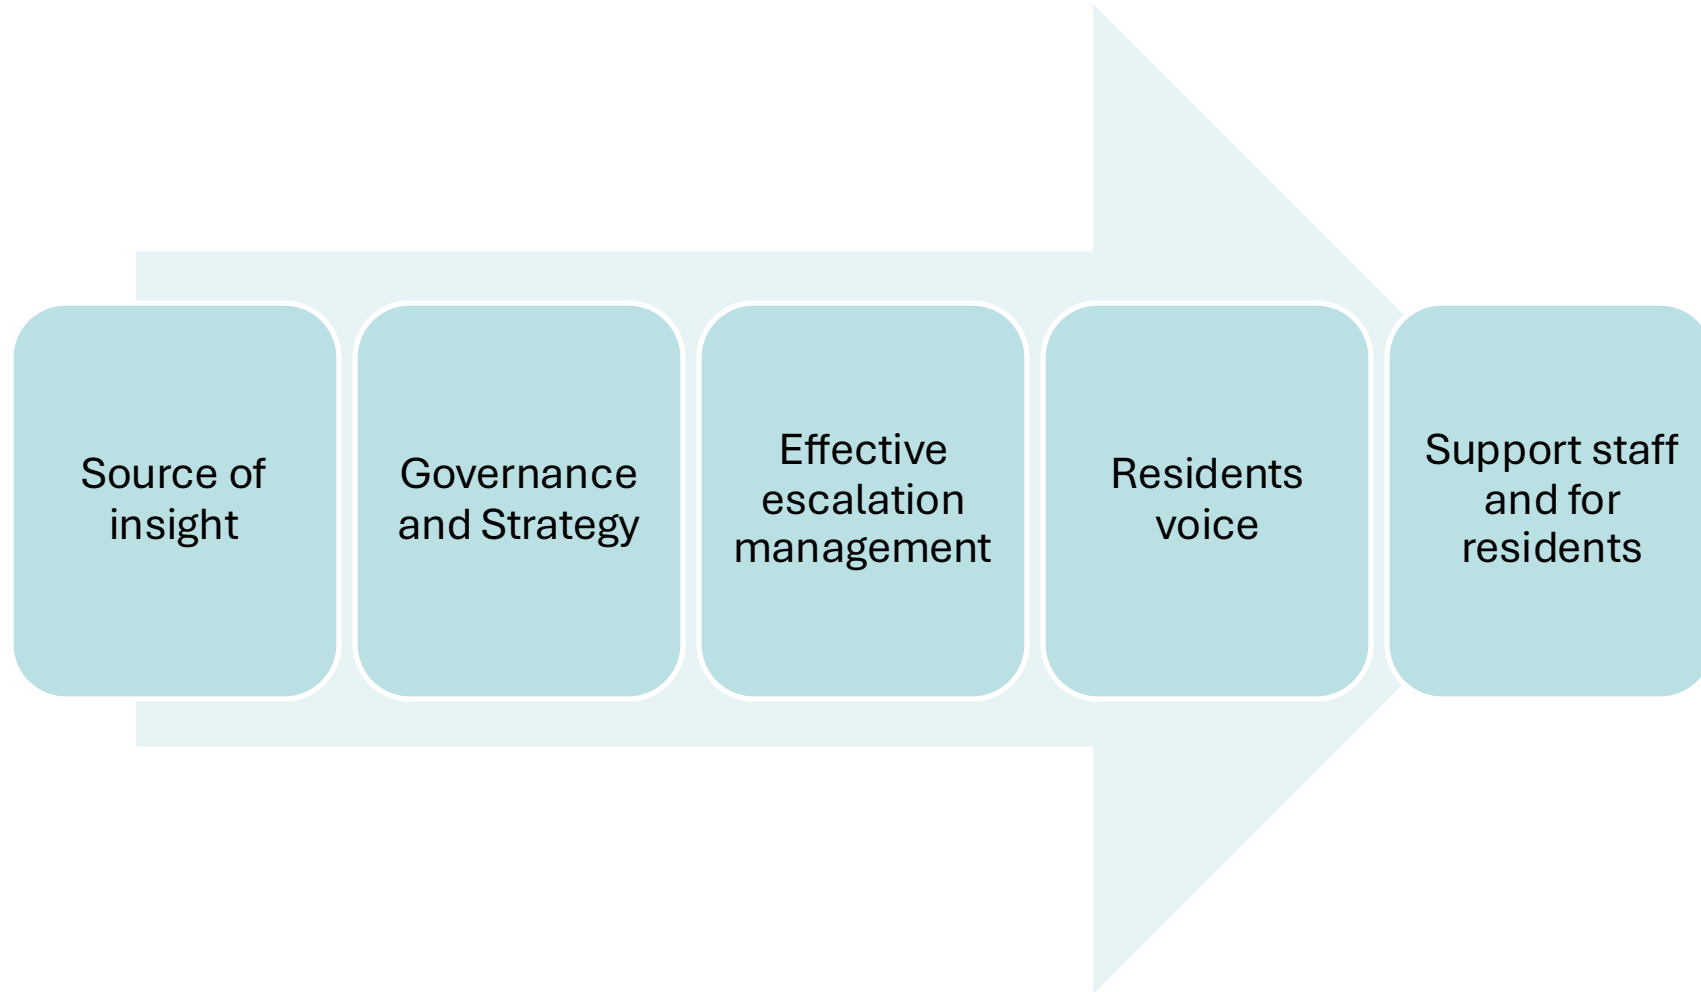 Source of
insight
Governance
and Strategy
Effective
escalation
management
Residents
voice
Support staff
and for
residents